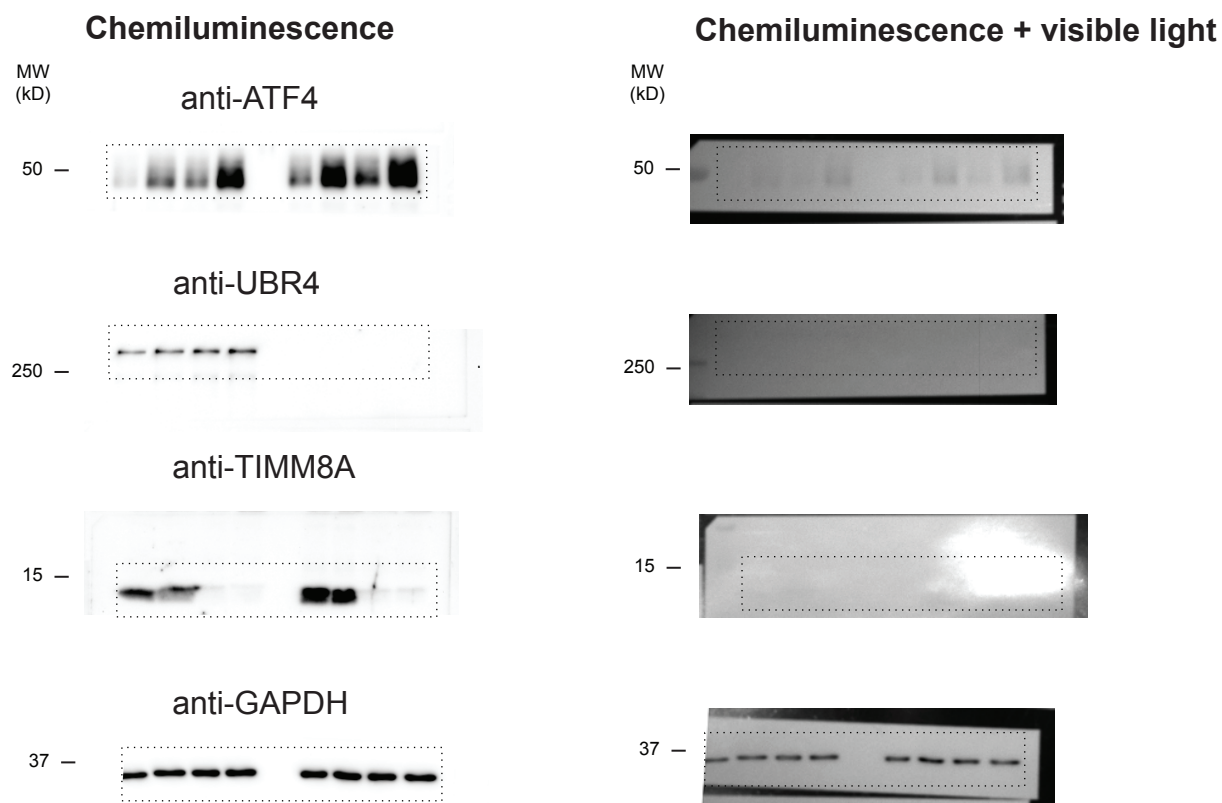 Chemiluminescence
Chemiluminescence + visible light
MW
(kD)
anti-ATF4
50
MW
(kD)
50
anti-UBR4
250
250
anti-TIMM8A
15
15
anti-GAPDH
37
37